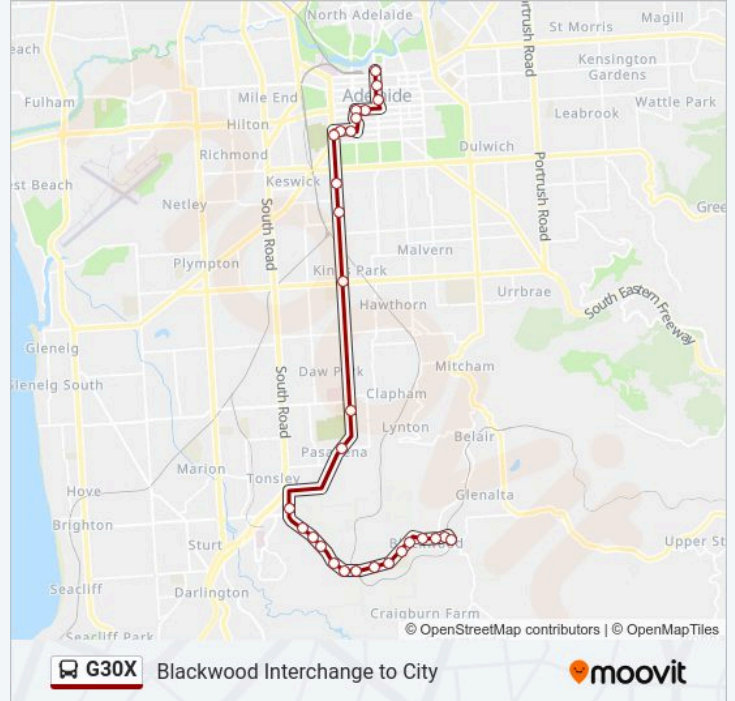 North Adelaide
Magill
St Morris
each
Portrush Road
Kensington
Gardens
Mile End
Adelaide
Wattle Park
Fulham
Hilton
Leabrook
Richmond
Dulwich
est Beach
Keswick
Portrush Road
Netley
South Road
Gree
Malvern
Plympton
Kings Park
Urrbrae
South Eastern Freeway
Hawthorn
Glenelg
Daw Park
Mitcham
Glenelg South
South Road
Clapham
Lynton
Belair
Pasadena
Marion
Tonsley
Hove
Glenalta
Brighton
Sturt
Blackwood
Upper St
Seacliff
Darlington
Craigburn Farm
Seacliff Park
© OpenStreetMap contributors | © OpenMapTiles
G30X Blackwood Interchange to City
moovit